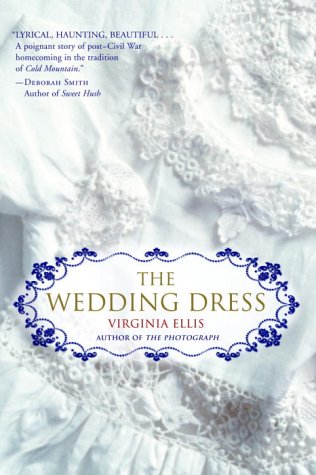 “LYRICAL, HAUNTING, BEAUTIFUL . . .
A poignant story of post–Civil War
homecoming in the tradition
of Cold Mountain.”
—DEBORAH SMITH
Author of Sweet Hush
THE
WEDDING DRESS
VIRGINIA ELLIS
AUTHOR OF THE PHOTOGRAPH